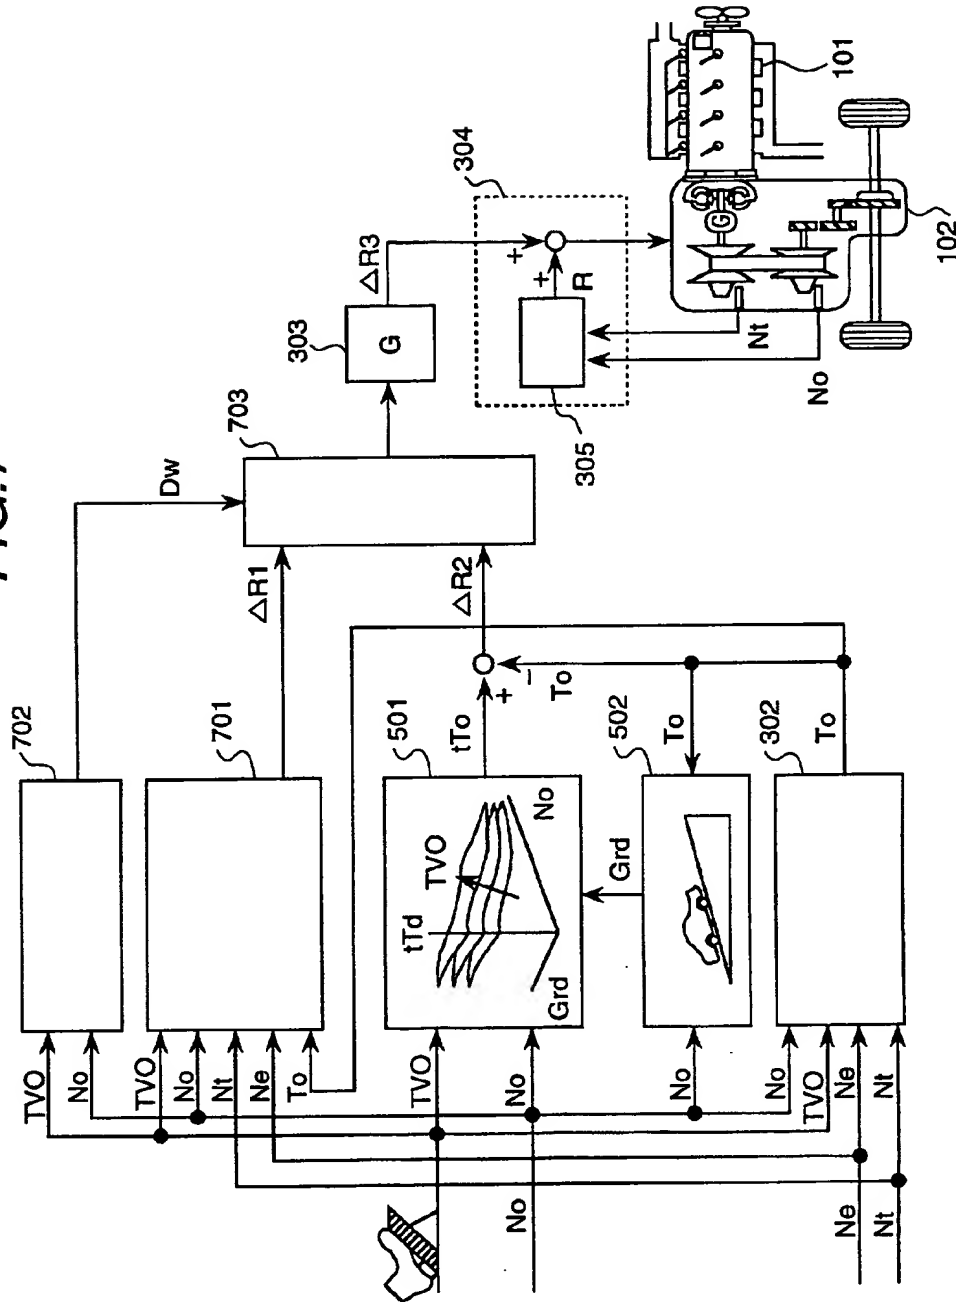 702
Dw
TVO
No
701
TVO
No
Nt
Ne
To
ΔR1
703
303
G
ΔR3
304
+
+
R
305
Nt
No
G
101
102
501
TVO
tTd
No
Grd
TVO
No
tTo
+
−
To
ΔR2
Grd
502
No
To
302
No
TVO
Ne
Nt
To
No
Ne
Nt